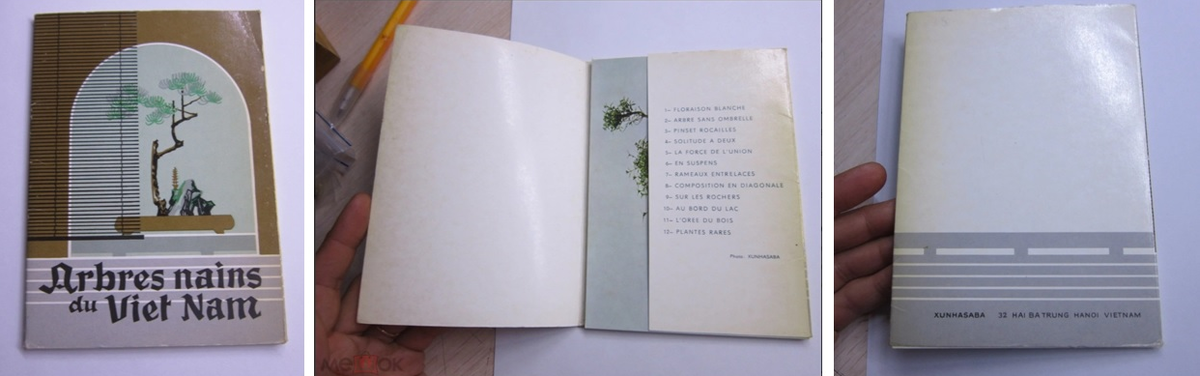 Arbres nains
du Viet Nam
1— FLORAISON BLANCHE
2— ARBRE SANS OMBRELLE
3— PINSET ROCAILLES
4— SOLITUDE A DEUX
5— LA FORCE DE L'UNION
6— EN SUSPENS
7— RAMEAUX ENTRELACES
8— COMPOSITION EN DIAGONALE
9— SUR LES ROCHERS
10— AU BORD DU LAC
11— L'OREE DU BOIS
12— PLANTES RARES
Photo: XUNHASABA
XUNHASABA 32 HAI BA TRUNG HANOI VIETNAM